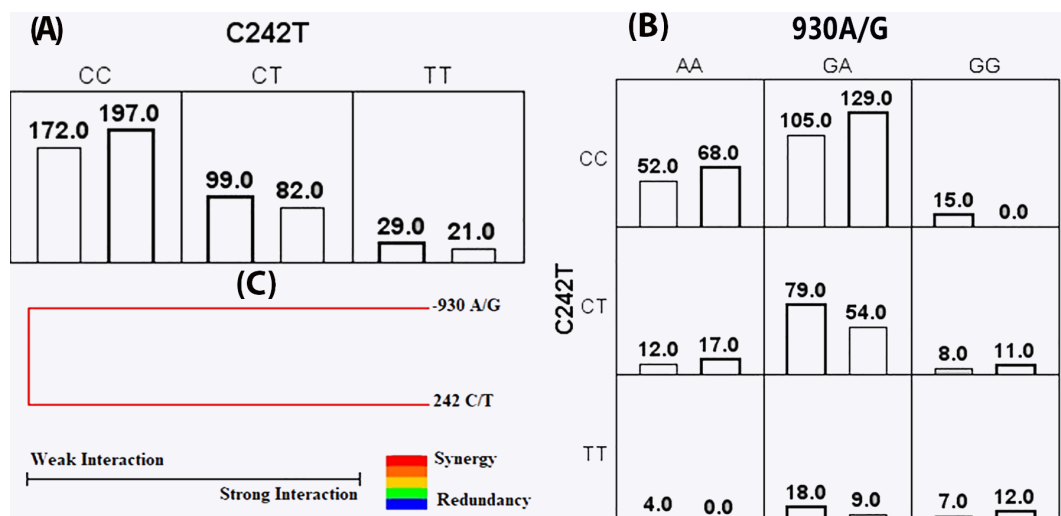 (A)
C242T
CC CT TT
172.0 197.0
99.0 82.0
29.0 21.0
(C)
-930 A/G
242 C/T
Weak Interaction
Strong Interaction
Synergy
Redundancy
(B)
930A/G
AA GA GG
C242T
CC
52.0 68.0
105.0 129.0
15.0 0.0
CT
12.0 17.0
79.0 54.0
8.0 11.0
TT
4.0 0.0
18.0 9.0
7.0 12.0